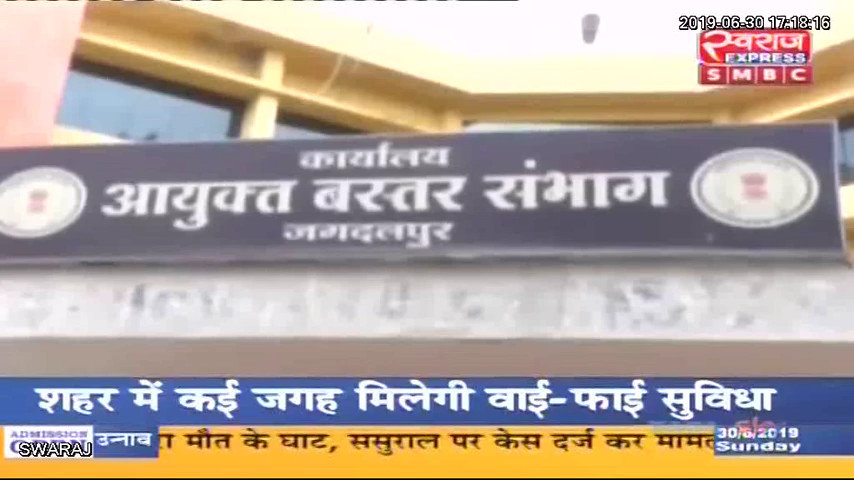 2019-06-30 17:18:16
स्वराज
EXPRESS
SMBC
कार्यालय
आयुक्त बस्तर संभाग
जगदलपुर
शहर में कई जगह मिलेगी वाई-फाई सुविधा
ADMISSION
उन्नाव
मौत के घाट, ससुराल पर केस दर्ज कर
30/6/2019
Sunday
SWARAJ